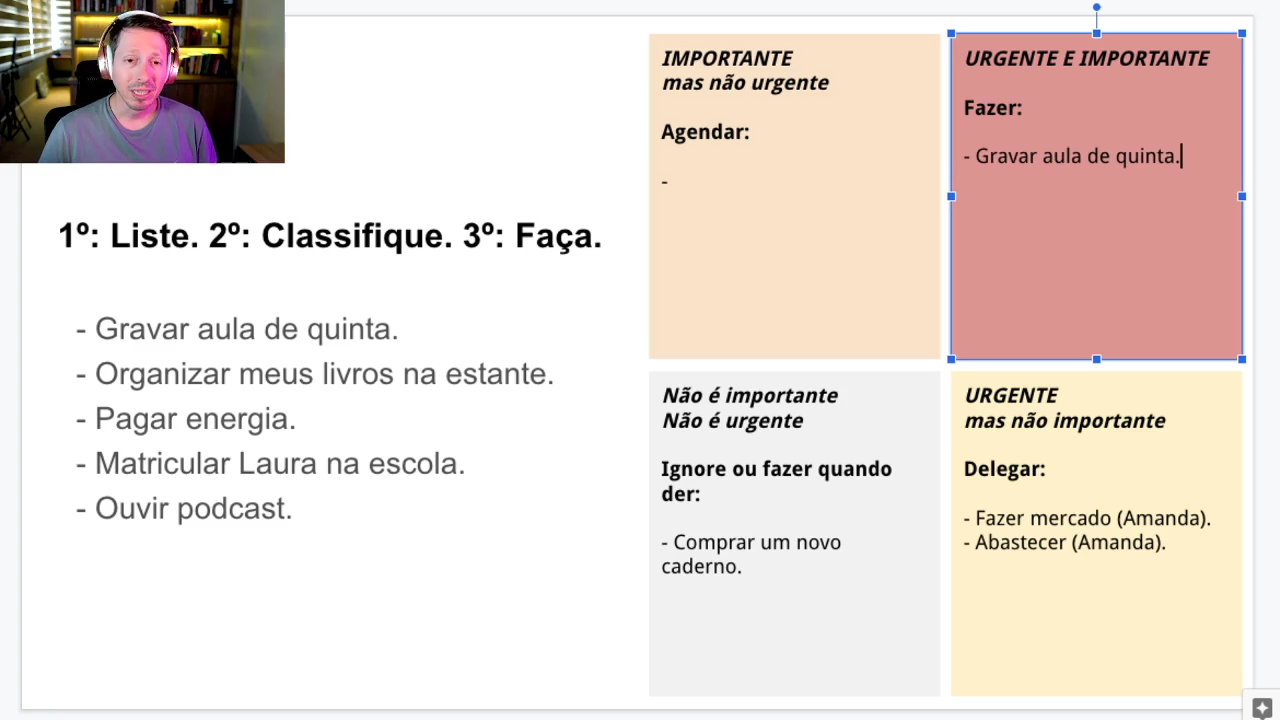 1º: Liste. 2º: Classifique. 3º: Faça.
- Gravar aula de quinta.
- Organizar meus livros na estante.
- Pagar energia.
- Matricular Laura na escola.
- Ouvir podcast.
IMPORTANTE
mas não urgente
Agendar:
-
URGENTE E IMPORTANTE
Fazer:
- Gravar aula de quinta.
Não é importante
Não é urgente
Ignore ou fazer quando
der:
- Comprar um novo
caderno.
URGENTE
mas não importante
Delegar:
- Fazer mercado (Amanda).
- Abastecer (Amanda).